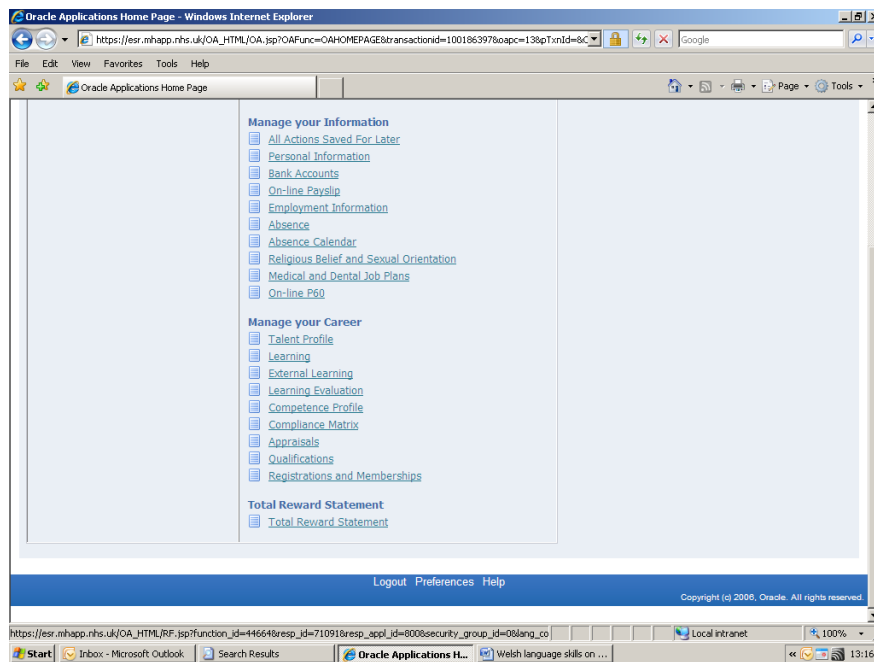 Oracle Applications Home Page - Windows Internet Explorer
https://esr.mhapp.nhs.uk/OA_HTML/OA.jsp?OAFunc=OAHOMEPAGE&transactionid=100186397&oapc=13&pTxnId=&C
Google
File Edit View Favorites Tools Help
Oracle Applications Home Page
Page Tools
Manage your Information
All Actions Saved For Later
Personal Information
Bank Accounts
On-line Payslip
Employment Information
Absence
Absence Calendar
Religious Belief and Sexual Orientation
Medical and Dental Job Plans
On-line P60
Manage your Career
Talent Profile
Learning
External Learning
Learning Evaluation
Competence Profile
Compliance Matrix
Appraisals
Qualifications
Registrations and Memberships
Total Reward Statement
Total Reward Statement
Logout Preferences Help
Copyright (c) 2006, Oracle. All rights reserved.
https://esr.mhapp.nhs.uk/OA_HTML/RF.jsp?function_id=44664&resp_id=71091&resp_appl_id=800&security_group_id=0&lang_co
Local intranet 100%
Start Inbox - Microsoft Outlook Search Results Oracle Applications H... Welsh language skills on ... 13:16